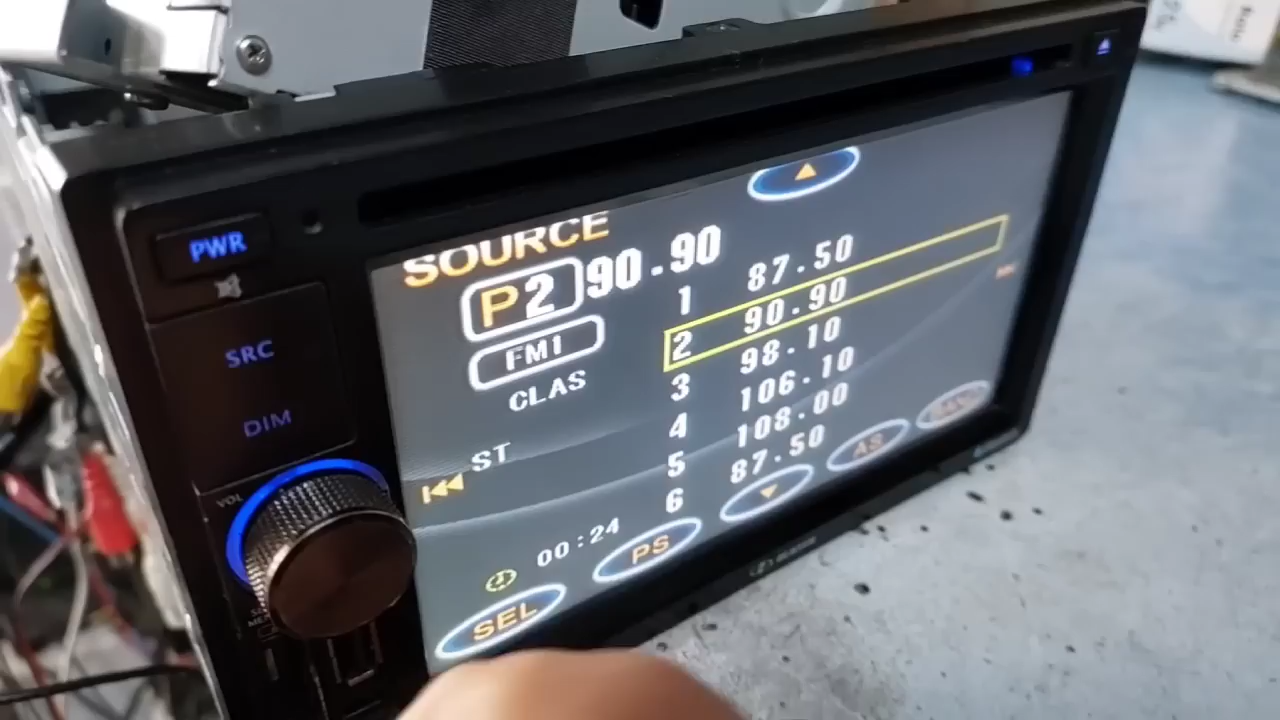 PWR
SRC
DIM
VOL
SOURCE
P2 90.90
FM1
CLAS
ST
1 87.50
2 90.90
3 98.10
4 106.10
5 108.00
6 87.50
00:24
SEL
PS
AS
BAND